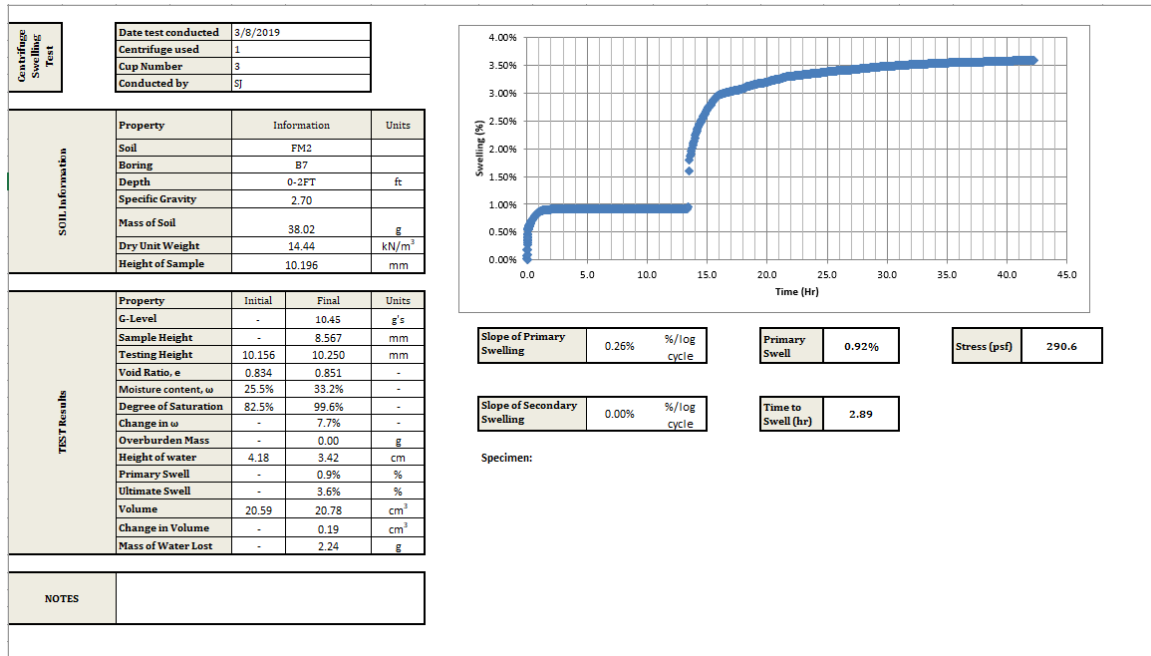 Centrifuge
Swelling
Test
Date test conducted 3/8/2019
Centrifuge used 1
Cup Number 3
Conducted by SJ
SOIL Information
Property Information Units
Soil FM2
Boring B7
Depth 0-2FT ft
Specific Gravity 2.70
Mass of Soil 38.02 g
Dry Unit Weight 14.44 kN/m³
Height of Sample 10.196 mm
TEST Results
Property Initial Final Units
G-Level - 10.45 g's
Sample Height - 8.567 mm
Testing Height 10.156 10.250 mm
Void Ratio, e 0.834 0.851 -
Moisture content, ω 25.5% 33.2% -
Degree of Saturation 82.5% 99.6% -
Change in ω - 7.7% -
Overburden Mass - 0.00 g
Height of water 4.18 3.42 cm
Primary Swell - 0.9% %
Ultimate Swell - 3.6% %
Volume 20.59 20.78 cm³
Change in Volume - 0.19 cm³
Mass of Water Lost - 2.24 g
NOTES
Swelling (%)
4.00%
3.50%
3.00%
2.50%
2.00%
1.50%
1.00%
0.50%
0.00%
0.0 5.0 10.0 15.0 20.0 25.0 30.0 35.0 40.0 45.0
Time (Hr)
Slope of Primary
Swelling
0.26%
%/log
cycle
Primary
Swell
0.92%
Stress (psf) 290.6
Slope of Secondary
Swelling
0.00%
%/log
cycle
Time to
Swell (hr)
2.89
Specimen: